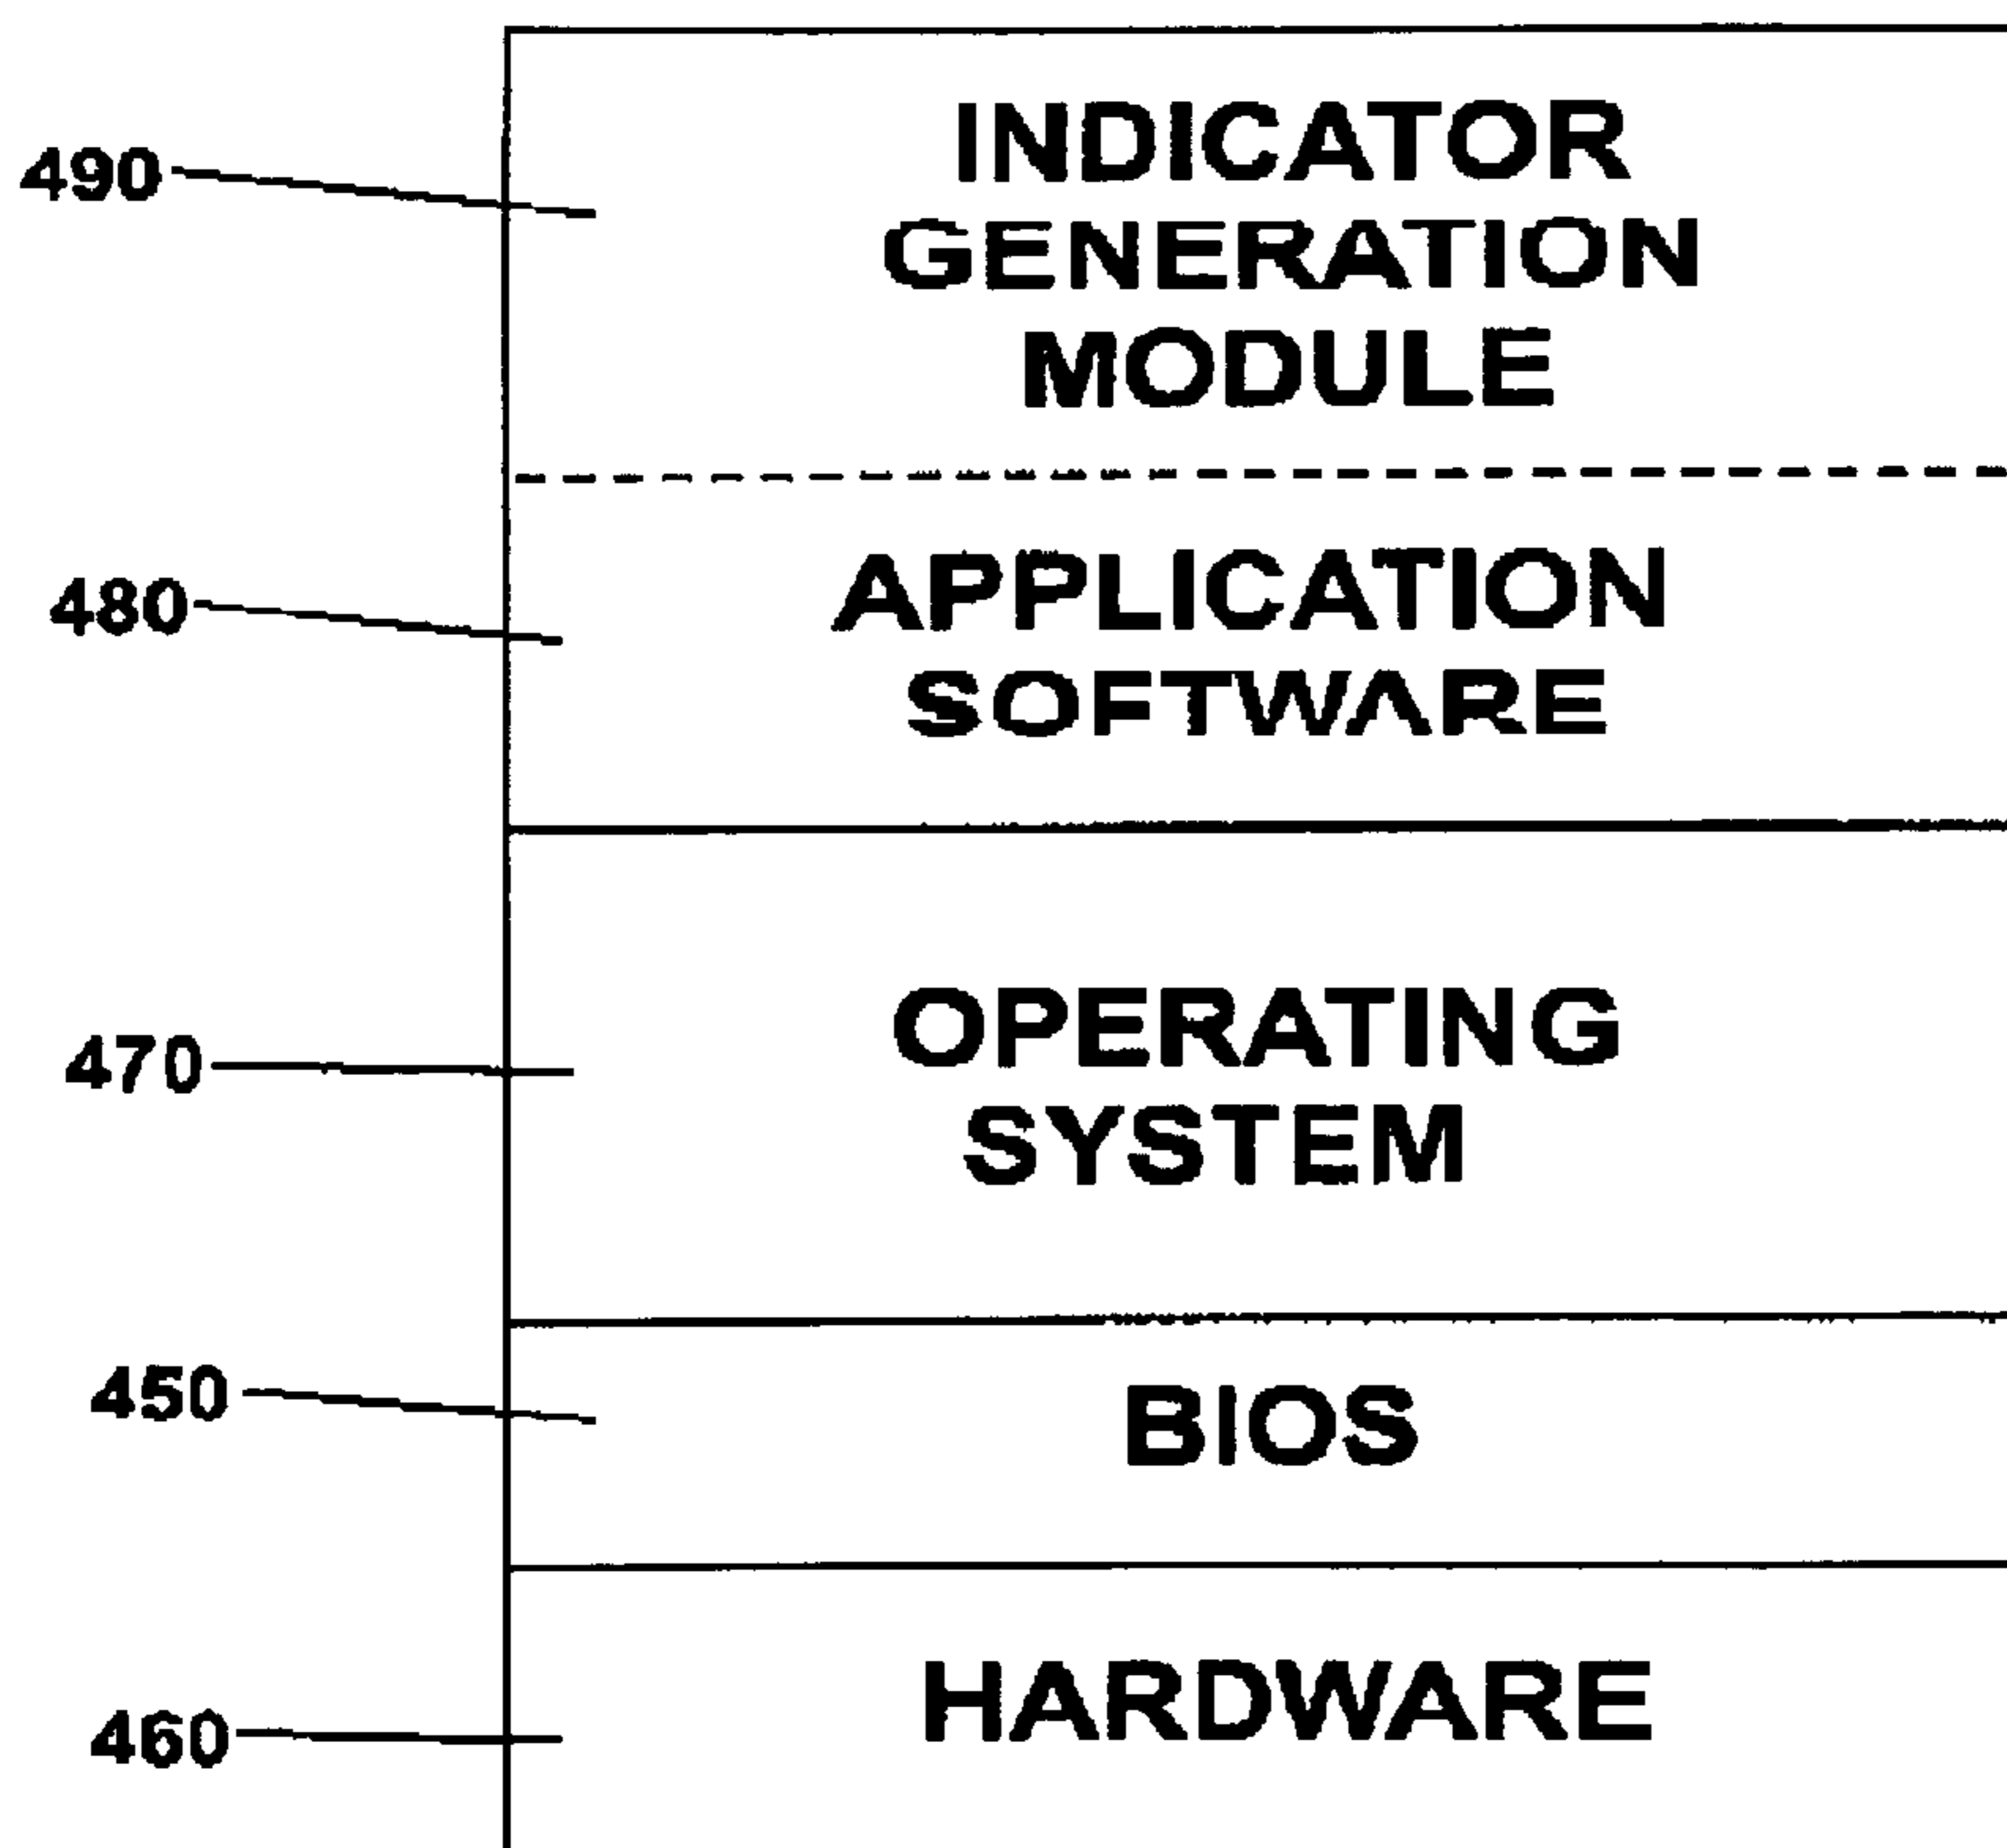 490
INDICATOR
GENERATION
MODULE
480
APPLICATION
SOFTWARE
470
OPERATING
SYSTEM
450
BIOS
460
HARDWARE